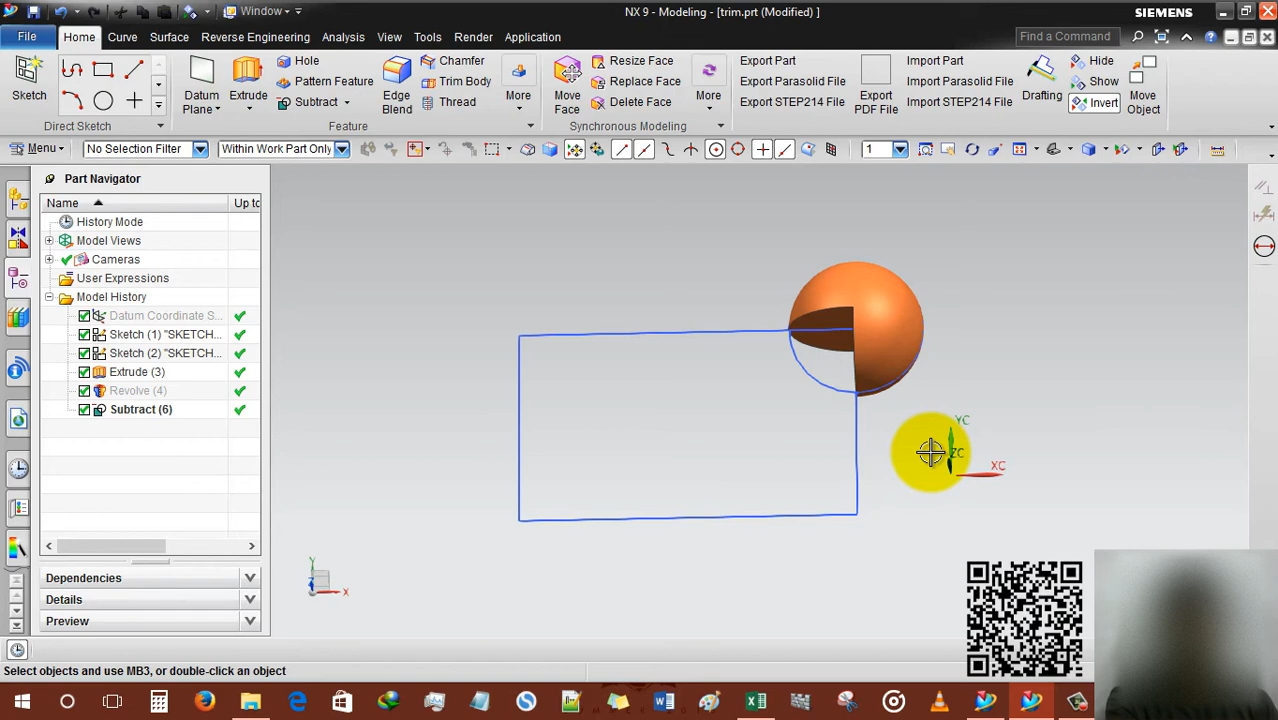 Window
NX 9 - Modeling - [trim.prt (Modified) ]
SIEMENS
File Home Curve Surface Reverse Engineering Analysis View Tools Render Application Find a Command
Sketch
Datum Plane
Extrude
Hole
Pattern Feature
Subtract
Edge Blend
Chamfer
Trim Body
Thread
More
Move Face
Resize Face
Replace Face
Delete Face
More
Export Part
Export Parasolid File
Export STEP214 File
Export PDF File
Import Part
Import Parasolid File
Import STEP214 File
Drafting
Hide
Show
Invert
Move Object
Direct Sketch
Feature
Synchronous Modeling
Menu No Selection Filter Within Work Part Only 1
Part Navigator
Name Up to
History Mode
Model Views
Cameras
User Expressions
Model History
Datum Coordinate S...
Sketch (1) "SKETCH...
Sketch (2) "SKETCH...
Extrude (3)
Revolve (4)
Subtract (6)
YC
ZC
XC
Y
X
Dependencies
Details
Preview
Select objects and use MB3, or double-click an object